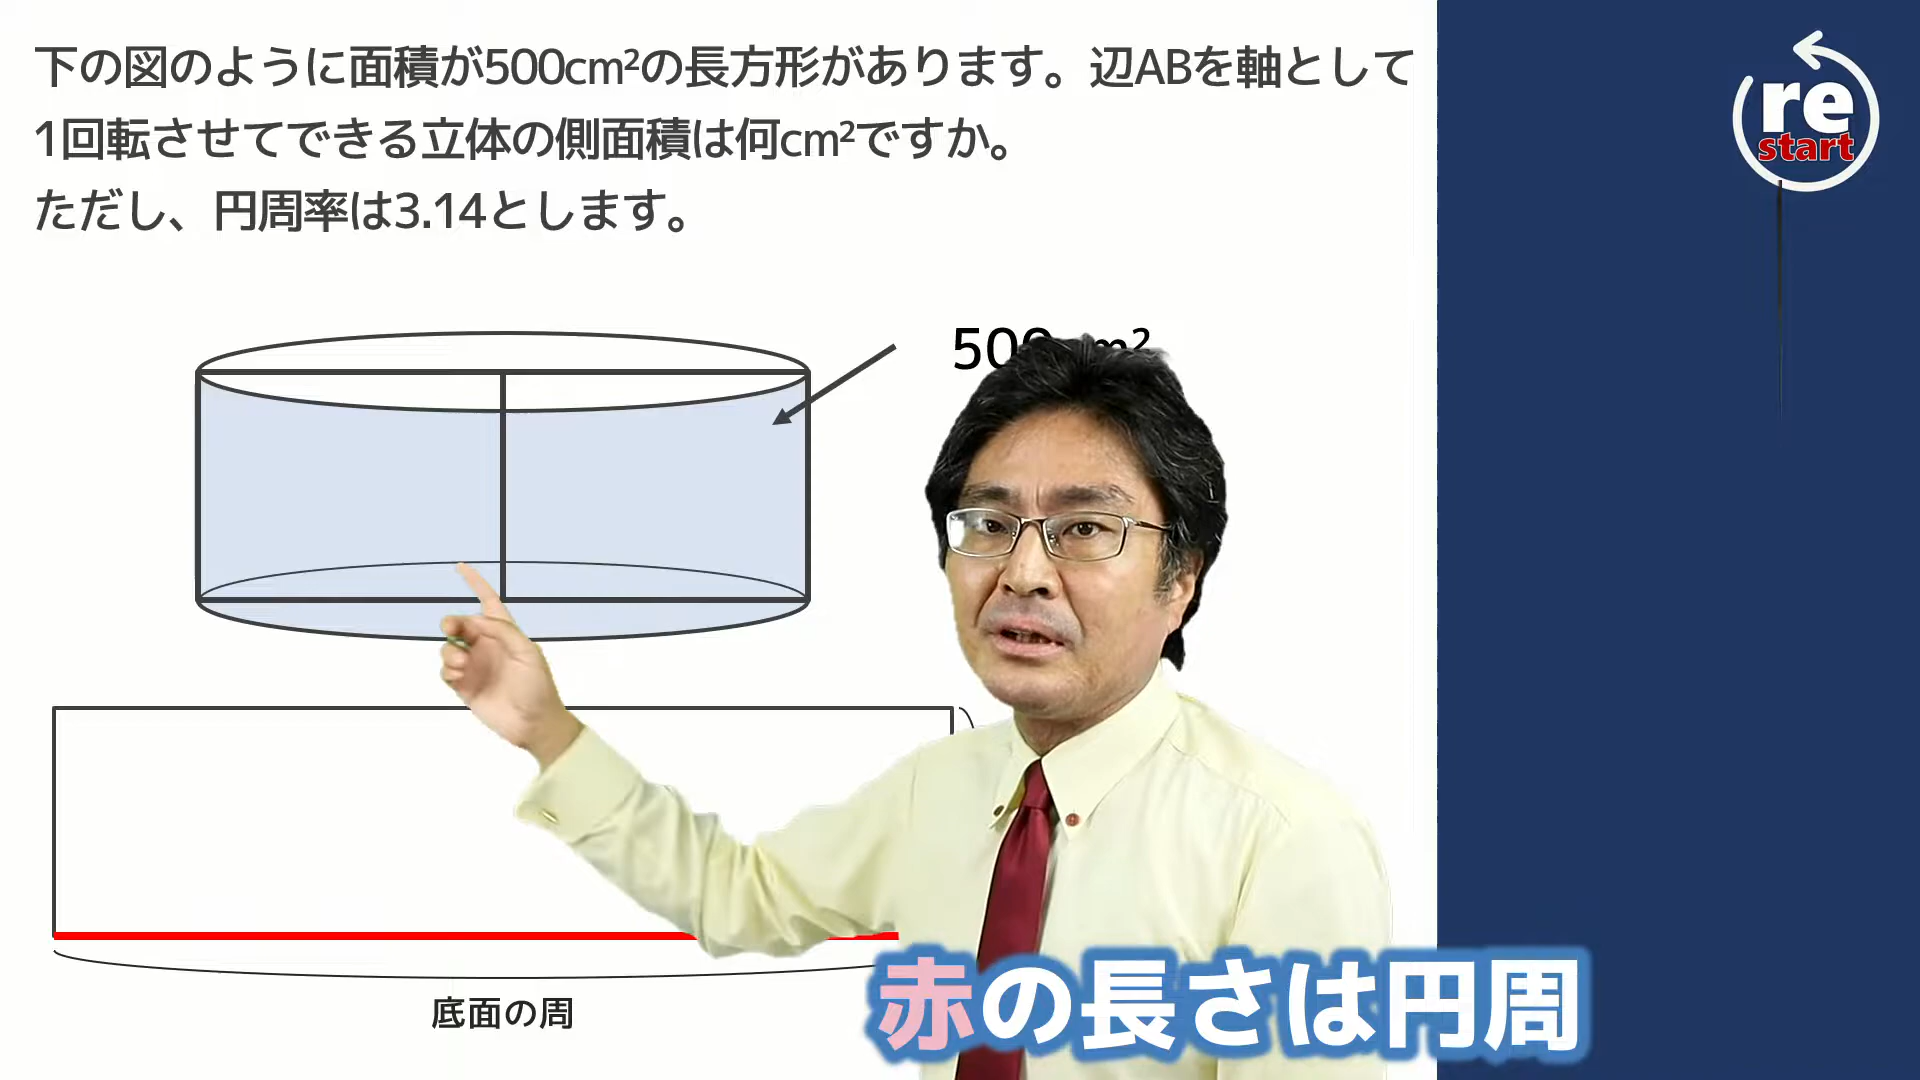 下の図のように面積が500cm²の長方形があります。辺ABを軸として
1回転させてできる立体の側面積は何cm²ですか。
ただし、円周率は3.14とします。
re
start
500cm²
底面の周
赤の長さは円周